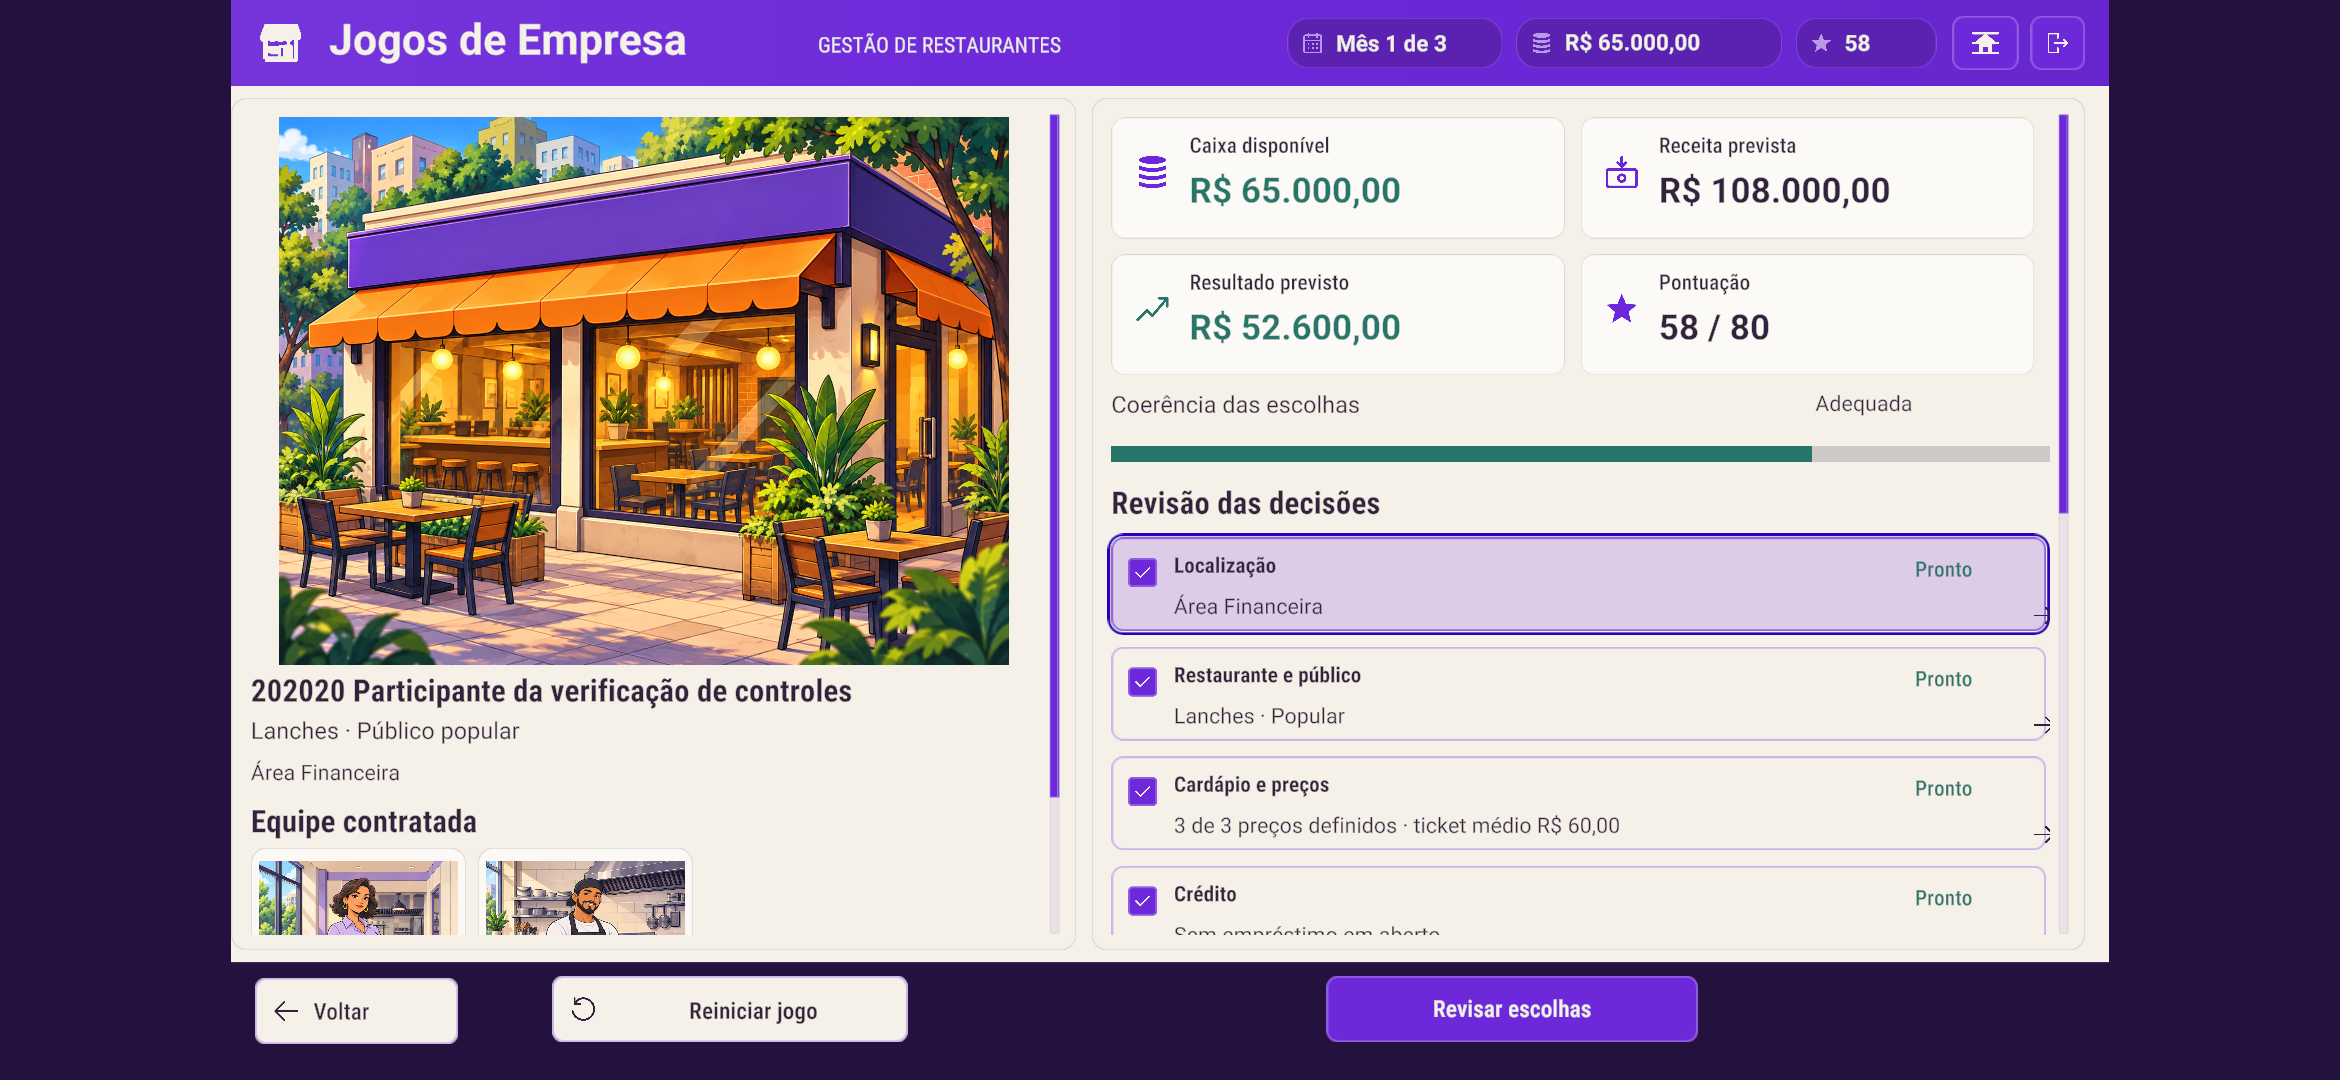 Jogos de Empresa
GESTÃO DE RESTAURANTES
Mês 1 de 3
R$ 65.000,00
58
202020 Participante da verificação de controles
Lanches · Público popular
Área Financeira
Equipe contratada
Caixa disponível
R$ 65.000,00
Receita prevista
R$ 108.000,00
Resultado previsto
R$ 52.600,00
Pontuação
58 / 80
Coerência das escolhas
Adequada
Revisão das decisões
Localização
Pronto
Área Financeira
Restaurante e público
Pronto
Lanches · Popular
Cardápio e preços
Pronto
3 de 3 preços definidos · ticket médio R$ 60,00
Crédito
Pronto
Sem empréstimo em aberto
Voltar
Reiniciar jogo
Revisar escolhas